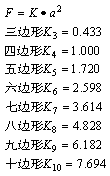 F = K • a²
三边形K₃ = 0.433
四边形K₄ = 1.000
五边形K₅ = 1.720
六边形K₆ = 2.598
七边形K₇ = 3.614
八边形K₈ = 4.828
九边形K₉ = 6.182
十边形K₁₀ = 7.694